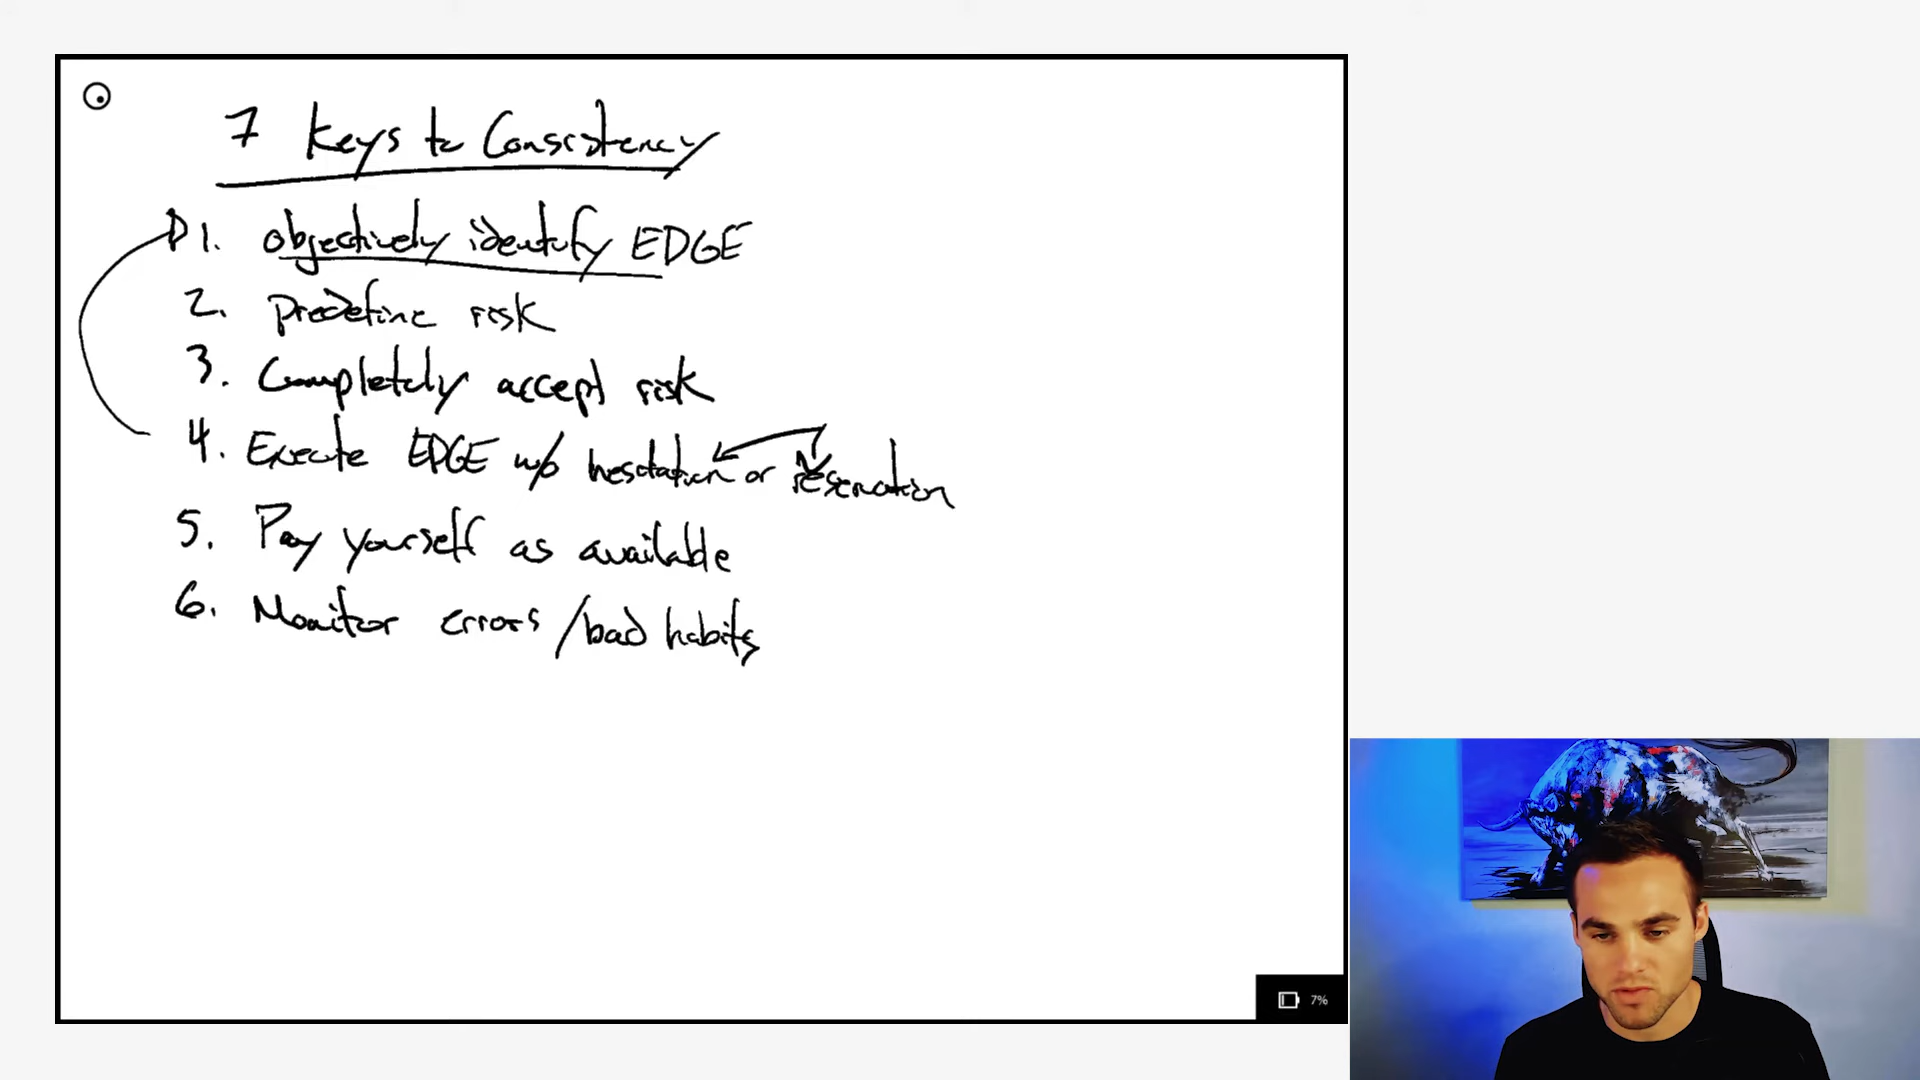 7 Keys to Consistency
1. objectively identify EDGE
2. predefine risk
3. Completely accept risk
4. Execute EDGE w/o hesitation or reservation
5. Pay yourself as available
6. Monitor errors/bad habits
7%